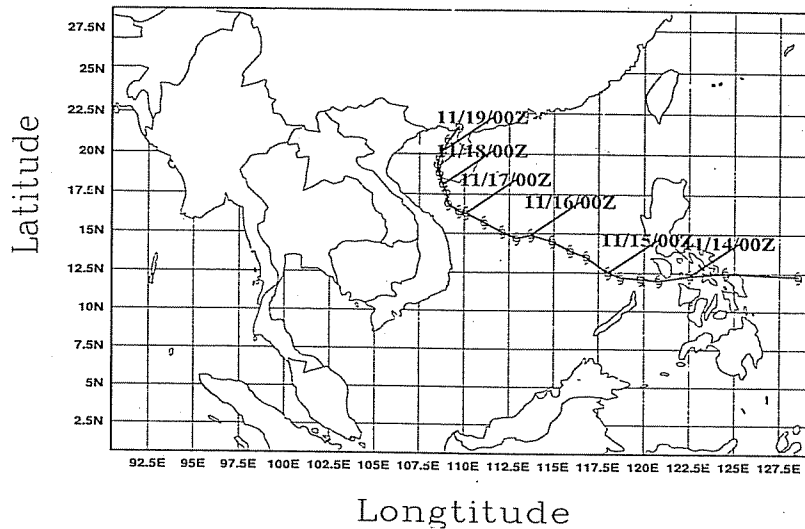 27.5N
25N
22.5N
20N
17.5N
15N
12.5N
10N
7.5N
5N
2.5N
Latitude
11/19/00Z
11/18/00Z
11/17/00Z
11/16/00Z
11/15/00Z
11/14/00Z
92.5E 95E 97.5E 100E 102.5E 105E 107.5E 110E 112.5E 115E 117.5E 120E 122.5E 125E 127.5E
Longtitude